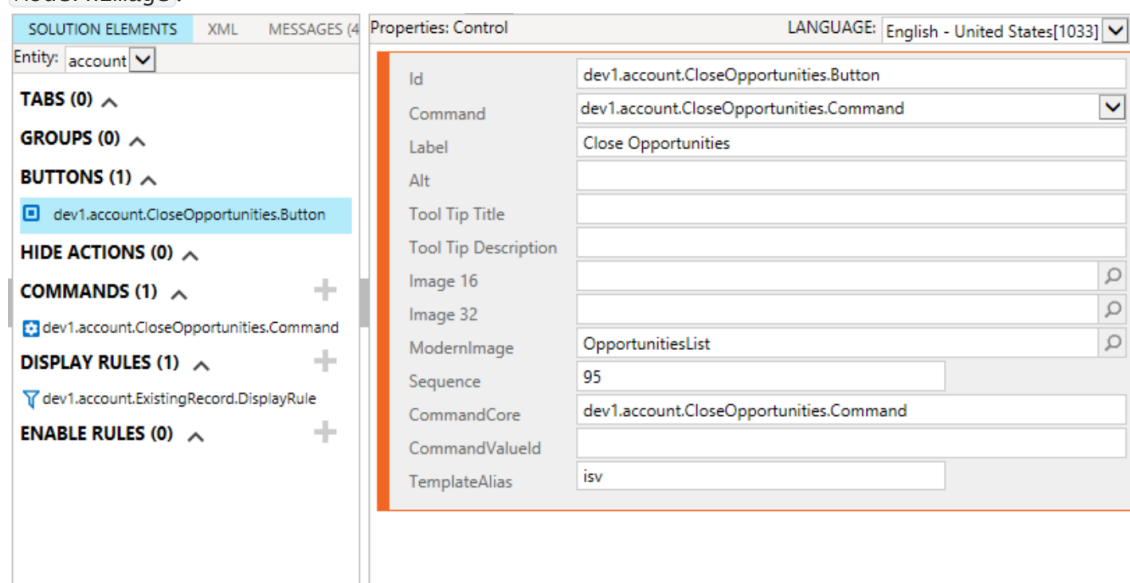 SOLUTION ELEMENTS XML MESSAGES (4
Entity: account
TABS (0)
GROUPS (0)
BUTTONS (1)
dev1.account.CloseOpportunities.Button
HIDE ACTIONS (0)
COMMANDS (1)
dev1.account.CloseOpportunities.Command
DISPLAY RULES (1)
dev1.account.ExistingRecord.DisplayRule
ENABLE RULES (0)
Properties: Control LANGUAGE: English - United States[1033]
Id dev1.account.CloseOpportunities.Button
Command dev1.account.CloseOpportunities.Command
Label Close Opportunities
Alt
Tool Tip Title
Tool Tip Description
Image 16
Image 32
ModernImage OpportunitiesList
Sequence 95
CommandCore dev1.account.CloseOpportunities.Command
CommandValueId
TemplateAlias isv